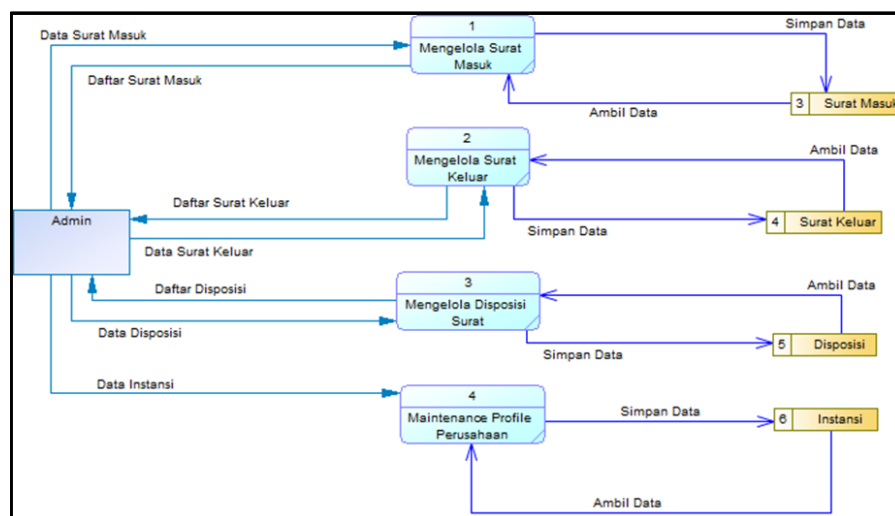 1
Simpan Data
Data Surat Masuk
Mengelola Surat
Masuk
Daftar Surat Masuk
3 Surat Masuk
Ambil Data
2
Ambil Data
Mengelola Surat
Keluar
Daftar Surat Keluar
Admin
4 Surat Keluar
Simpan Data
Data Surat Keluar
3
Ambil Data
Daftar Disposisi
Mengelola Disposisi
Surat
Data Disposisi
5 Disposisi
Simpan Data
Data Instansi
4
Simpan Data
6 Instansi
Maintenance Profile
Perusahaan
Ambil Data